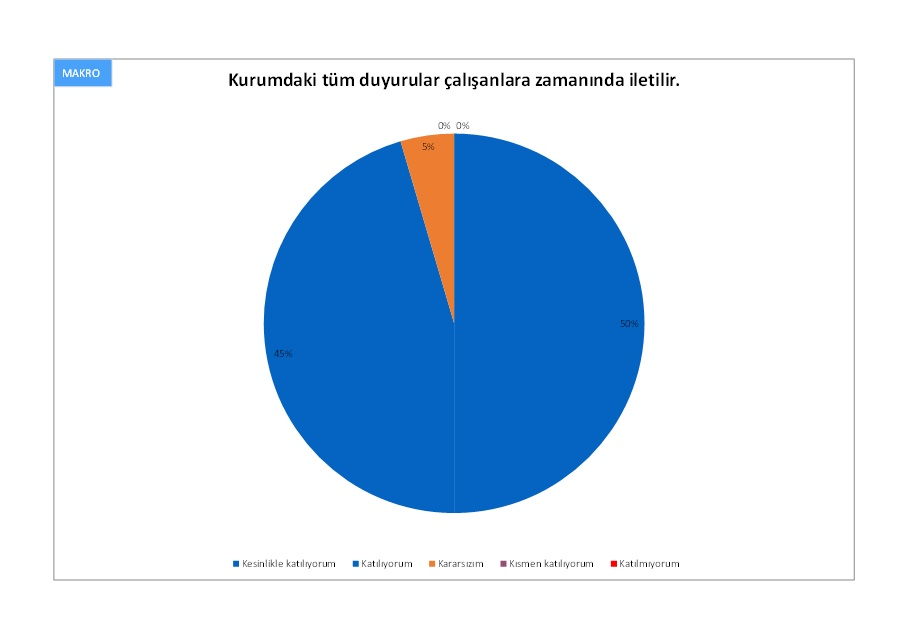 MAKRO
Kurumdaki tüm duyurular çalışanlara zamanında iletilir.
0% 0%
5%
50%
45%
Kesinlikle katılıyorum Katılıyorum Kararsızım Kısmen katılıyorum Katılmıyorum